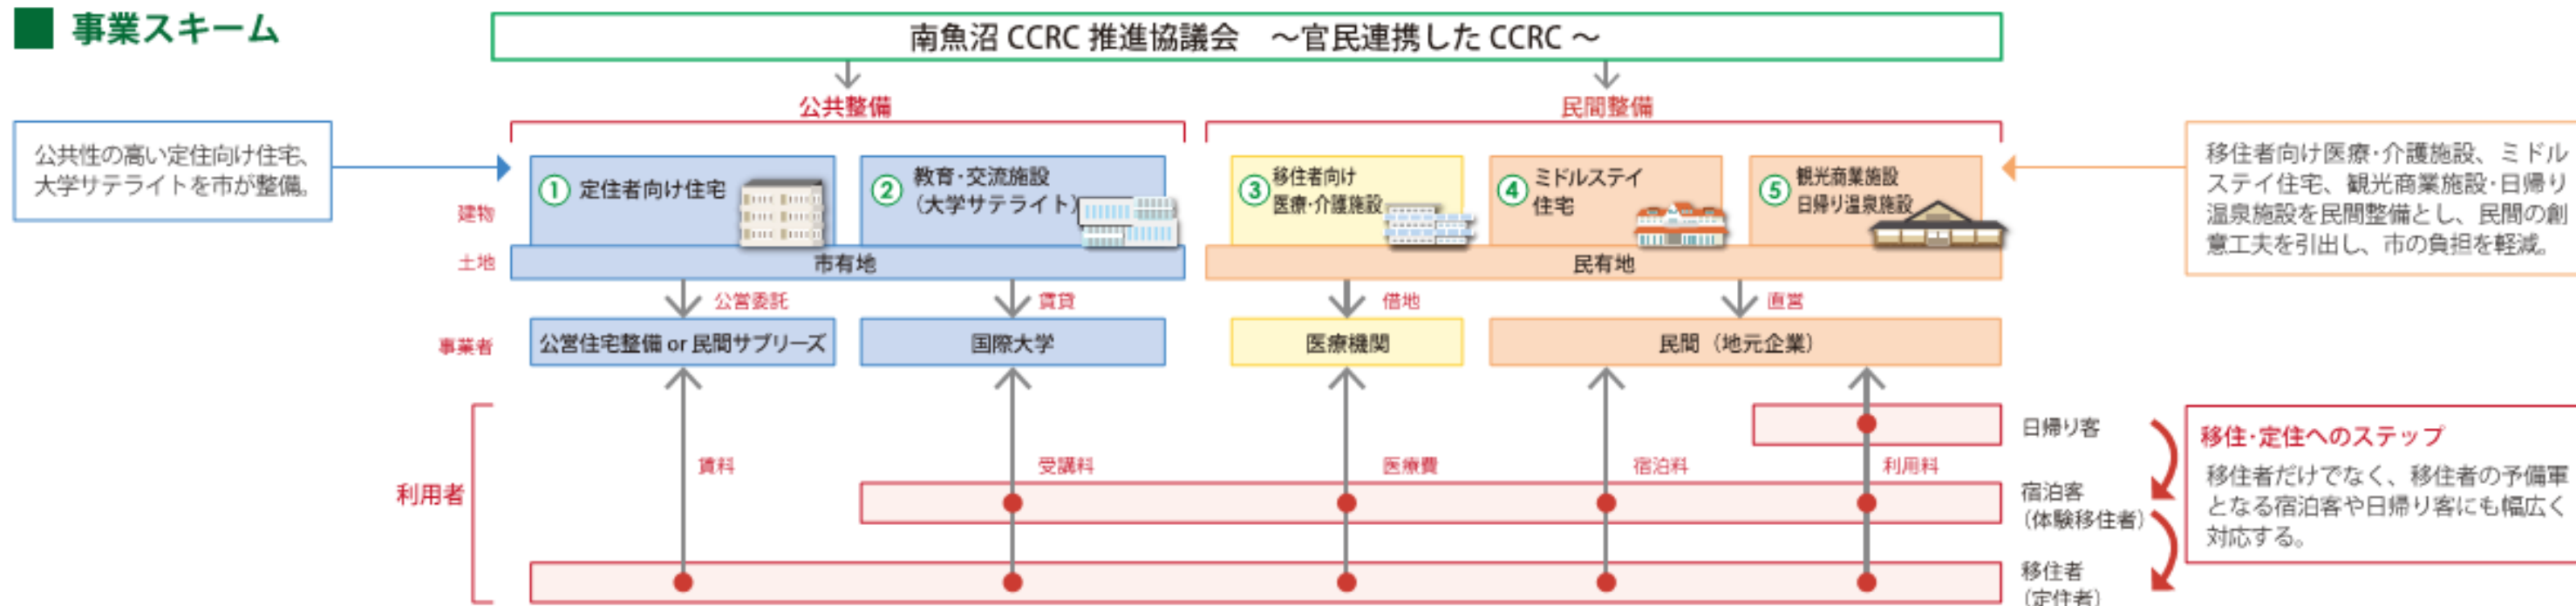 事業スキーム
南魚沼 CCRC 推進協議会　～官民連携した CCRC ～
公共整備
民間整備
公共性の高い定住向け住宅、
大学サテライトを市が整備。
① 定住者向け住宅
② 教育・交流施設
（大学サテライト）
③ 移住者向け
医療・介護施設
④ ミドルステイ
住宅
⑤ 観光商業施設
日帰り温泉施設
移住者向け医療・介護施設、ミドル
ステイ住宅、観光商業施設・日帰り
温泉施設を民間整備とし、民間の創
意工夫を引出し、市の負担を軽減。
建物
土地
市有地
民有地
公営委託
賃貸
借地
直営
事業者
公営住宅整備 or 民間サブリーズ
国際大学
医療機関
民間（地元企業）
利用者
賃料
受講料
医療費
宿泊料
利用料
日帰り客
宿泊客
（体験移住者）
移住者
（定住者）
移住・定住へのステップ
移住者だけでなく、移住者の予備軍
となる宿泊客や日帰り客にも幅広く
対応する。